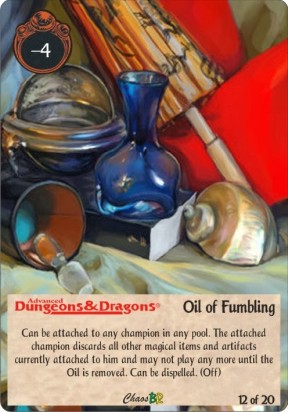 –4
Advanced
Dungeons&Dragons® Oil of Fumbling
Can be attached to any champion in any pool. The attached
champion discards all other magical items and artifacts
currently attached to him and may not play any more until the
Oil is removed. Can be dispelled. (Off)
Chaos B2 12 of 20